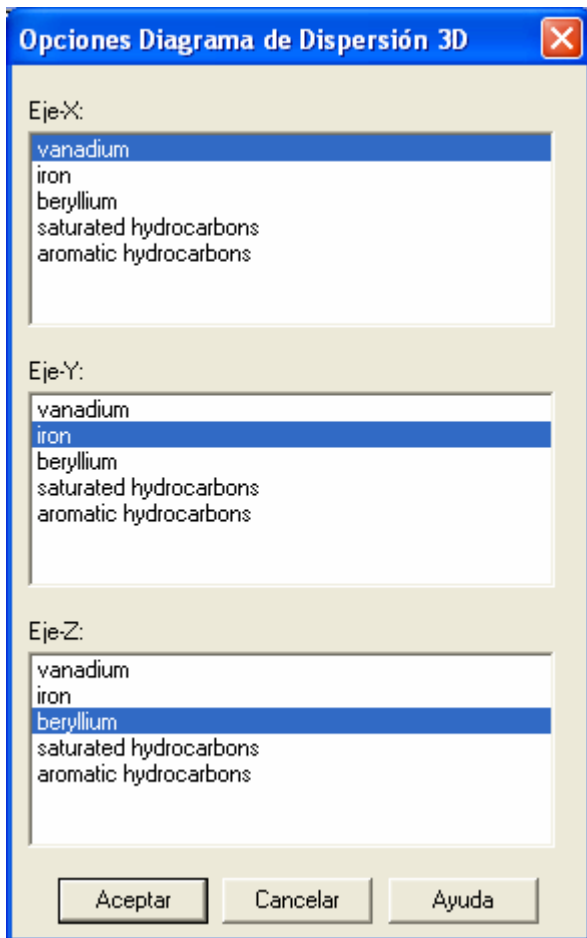 Opciones Diagrama de Dispersión 3D
Eje-X:
vanadium
iron
beryllium
saturated hydrocarbons
aromatic hydrocarbons
Eje-Y:
vanadium
iron
beryllium
saturated hydrocarbons
aromatic hydrocarbons
Eje-Z:
vanadium
iron
beryllium
saturated hydrocarbons
aromatic hydrocarbons
Aceptar Cancelar Ayuda